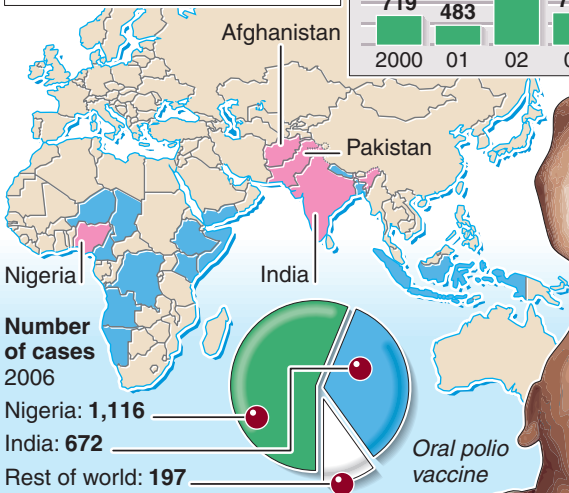 719
483
2000 01 02
Afghanistan
Pakistan
Nigeria
India
Number
of cases
2006
Nigeria: 1,116
India: 672
Rest of world: 197
Oral polio
vaccine